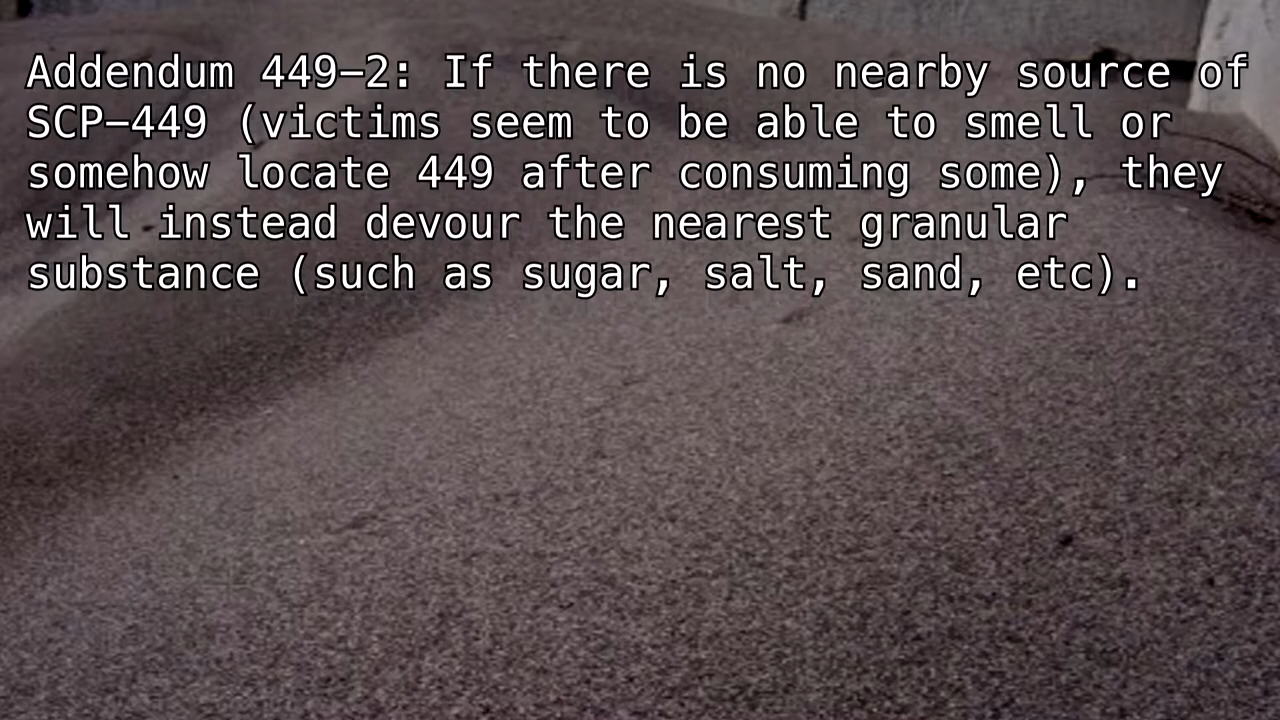 Addendum 449–2: If there is no nearby source of
SCP–449 (victims seem to be able to smell or
somehow locate 449 after consuming some), they
will instead devour the nearest granular
substance (such as sugar, salt, sand, etc).